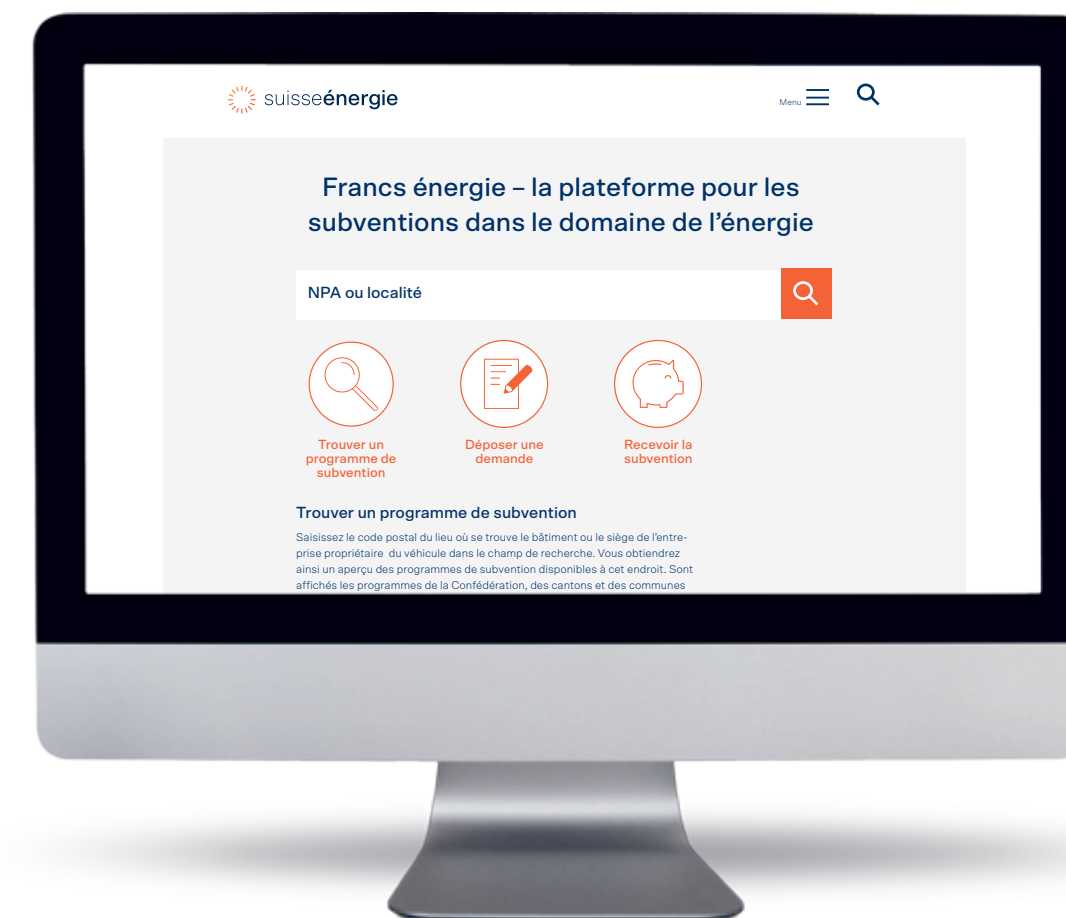 suisseénergie
Menu
Francs énergie – la plateforme pour les
subventions dans le domaine de l’énergie
NPA ou localité
Trouver un
programme de
subvention
Déposer une
demande
Recevoir la
subvention
Trouver un programme de subvention
Saisissez le code postal du lieu où se trouve le bâtiment ou le siège de l’entre-
prise propriétaire du véhicule dans le champ de recherche. Vous obtiendrez
ainsi un aperçu des programmes de subvention disponibles à cet endroit. Sont
affichés les programmes de la Confédération, des cantons et des communes